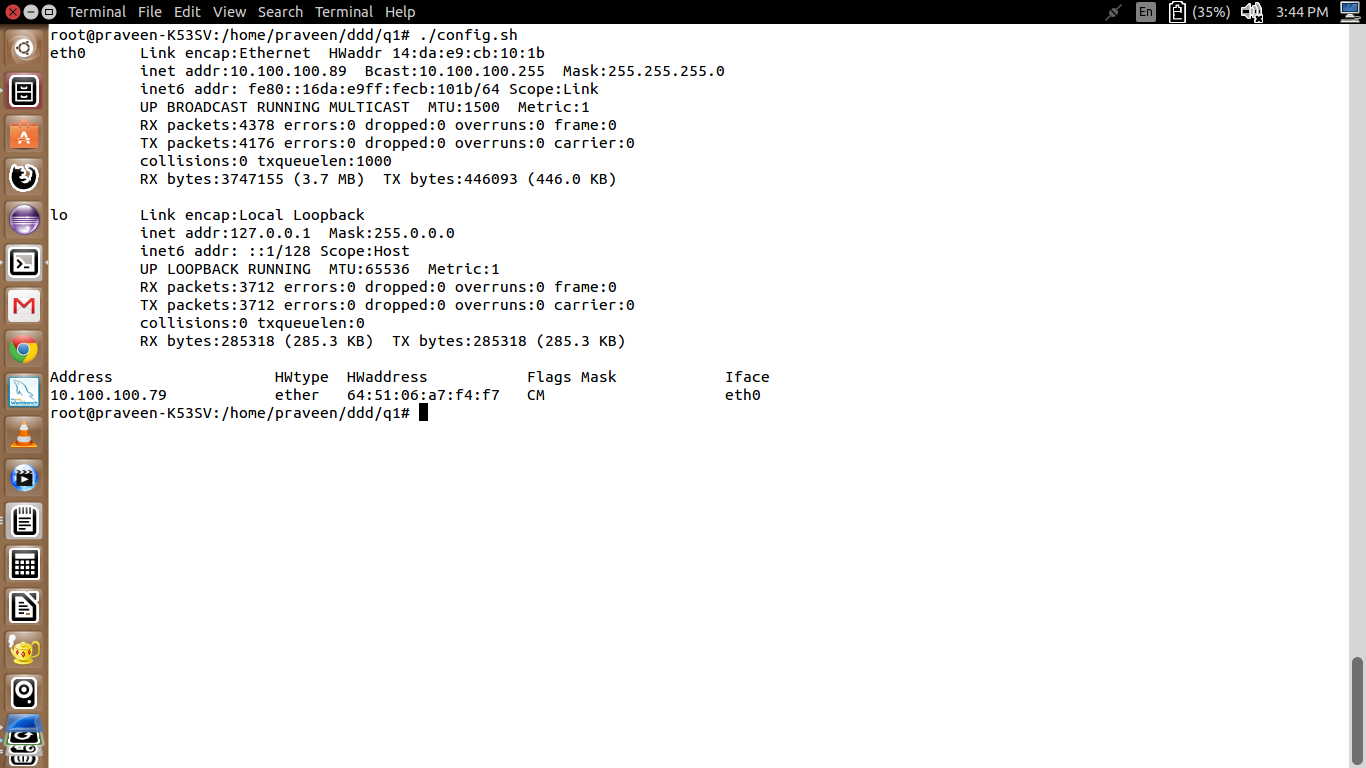 Terminal File Edit View Search Terminal Help En (35%) 3:44 PM
root@praveen-K53SV:/home/praveen/ddd/q1# ./config.sh
eth0      Link encap:Ethernet  HWaddr 14:da:e9:cb:10:1b
          inet addr:10.100.100.89  Bcast:10.100.100.255  Mask:255.255.255.0
          inet6 addr: fe80::16da:e9ff:fecb:101b/64 Scope:Link
          UP BROADCAST RUNNING MULTICAST  MTU:1500  Metric:1
          RX packets:4378 errors:0 dropped:0 overruns:0 frame:0
          TX packets:4176 errors:0 dropped:0 overruns:0 carrier:0
          collisions:0 txqueuelen:1000
          RX bytes:3747155 (3.7 MB)  TX bytes:446093 (446.0 KB)

lo        Link encap:Local Loopback
          inet addr:127.0.0.1  Mask:255.0.0.0
          inet6 addr: ::1/128 Scope:Host
          UP LOOPBACK RUNNING  MTU:65536  Metric:1
          RX packets:3712 errors:0 dropped:0 overruns:0 frame:0
          TX packets:3712 errors:0 dropped:0 overruns:0 carrier:0
          collisions:0 txqueuelen:0
          RX bytes:285318 (285.3 KB)  TX bytes:285318 (285.3 KB)

Address                  HWtype  HWaddress           Flags Mask            Iface
10.100.100.79            ether   64:51:06:a7:f4:f7   CM                    eth0
root@praveen-K53SV:/home/praveen/ddd/q1#